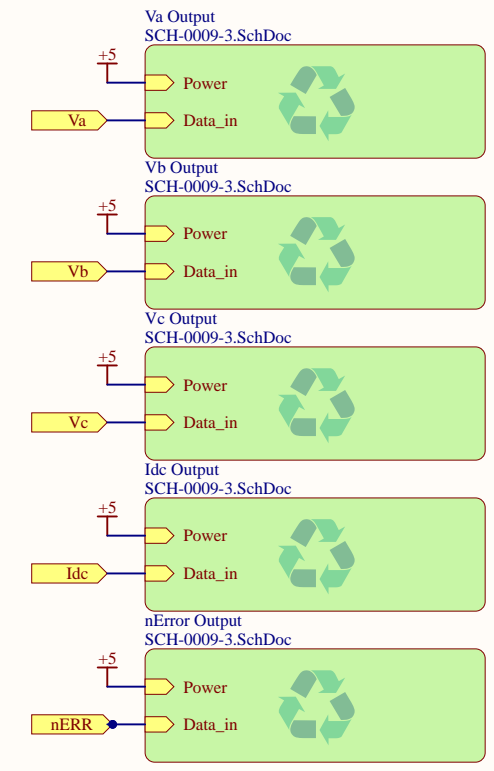 Va Output
SCH-0009-3.SchDoc
+5
Power
Va
Data_in
Vb Output
SCH-0009-3.SchDoc
+5
Power
Vb
Data_in
Vc Output
SCH-0009-3.SchDoc
+5
Power
Vc
Data_in
Idc Output
SCH-0009-3.SchDoc
+5
Power
Idc
Data_in
nError Output
SCH-0009-3.SchDoc
+5
Power
nERR
Data_in